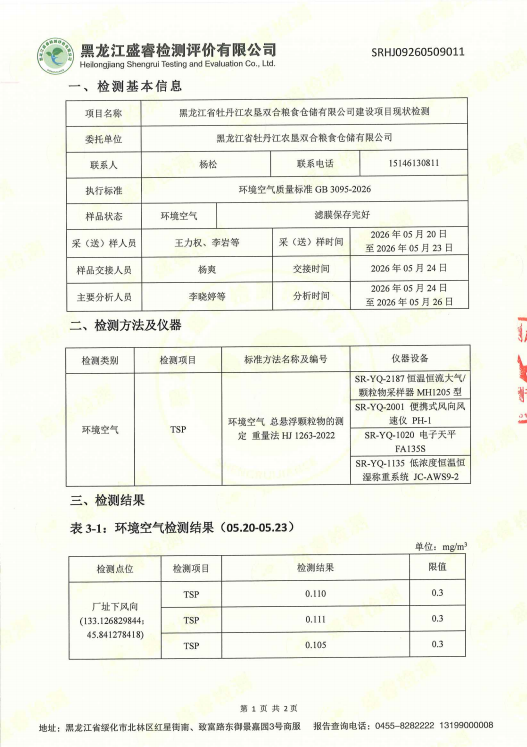 黑龙江盛睿检测评价有限公司
Heilongjiang Shengrui Testing and Evaluation Co., Ltd.
SRHJ09260509011
一、检测基本信息
项目名称 黑龙江省牡丹江农垦双合粮食仓储有限公司建设项目现状检测
委托单位 黑龙江省牡丹江农垦双合粮食仓储有限公司
联系人 杨松 联系电话 15146130811
执行标准 环境空气质量标准 GB 3095-2026
样品状态 环境空气 滤膜保存完好
采（送）样人员 王力权、李岩等 采（送）样时间 2026 年 05 月 20 日
至 2026 年 05 月 23 日
样品交接人员 杨爽 交接时间 2026 年 05 月 24 日
主要分析人员 李晓婷等 分析时间 2026 年 05 月 24 日
至 2026 年 05 月 26 日
二、检测方法及仪器
检测类别 检测项目 标准方法名称及编号 仪器设备
环境空气 TSP 环境空气 总悬浮颗粒物的测
定 重量法 HJ 1263-2022
SR-YQ-2187 恒温恒流大气/
颗粒物采样器 MH1205 型
SR-YQ-2001 便携式风向风
速仪 PH-1
SR-YQ-1020 电子天平
FA135S
SR-YQ-1135 低浓度恒温恒
湿称重系统 JC-AWS9-2
三、检测结果
表 3-1：环境空气检测结果（05.20-05.23）
单位：mg/m³
检测点位 检测项目 检测结果 限值
厂址下风向
(133.126829844;
45.841278418)
TSP 0.110 0.3
TSP 0.111 0.3
TSP 0.105 0.3
第 1 页 共 2 页
地址：黑龙江省绥化市北林区红星街南、致富路东御景嘉园3号商服 报告查询电话：0455-8282222 13199000008